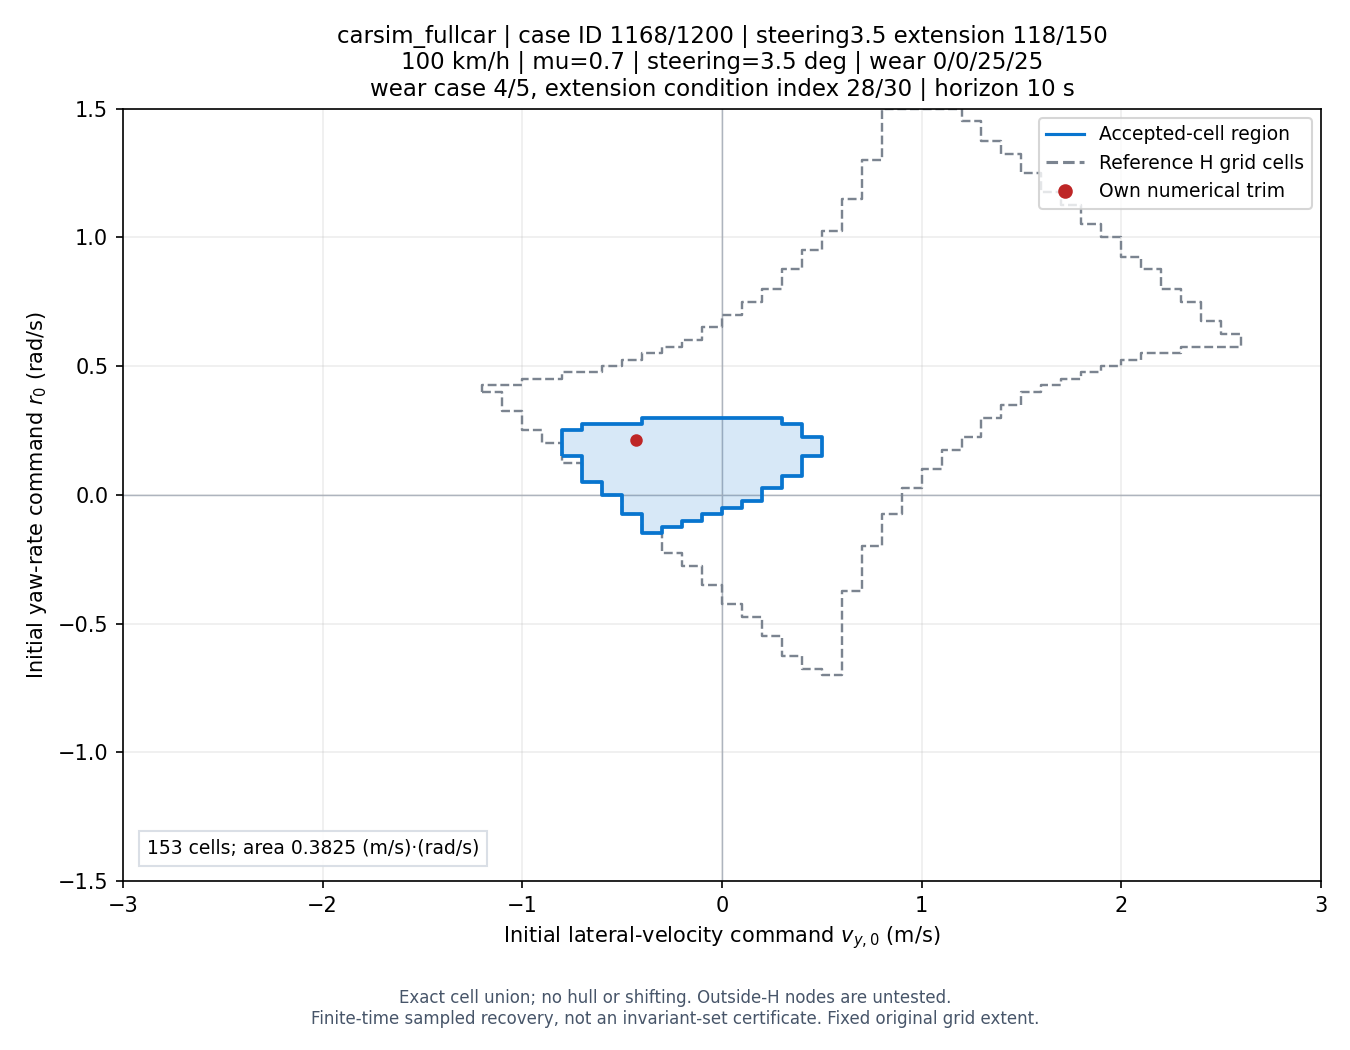 carsim_fullcar | case ID 1168/1200 | steering3.5 extension 118/150
100 km/h | mu=0.7 | steering=3.5 deg | wear 0/0/25/25
wear case 4/5, extension condition index 28/30 | horizon 10 s
Accepted-cell region
Reference H grid cells
Own numerical trim
1.5
1.0
0.5
0.0
−0.5
−1.0
−1.5
Initial yaw-rate command r₀ (rad/s)
153 cells; area 0.3825 (m/s)·(rad/s)
−3
−2
−1
0
1
2
3
Initial lateral-velocity command v_{y,0} (m/s)
Exact cell union; no hull or shifting. Outside-H nodes are untested.
Finite-time sampled recovery, not an invariant-set certificate. Fixed original grid extent.